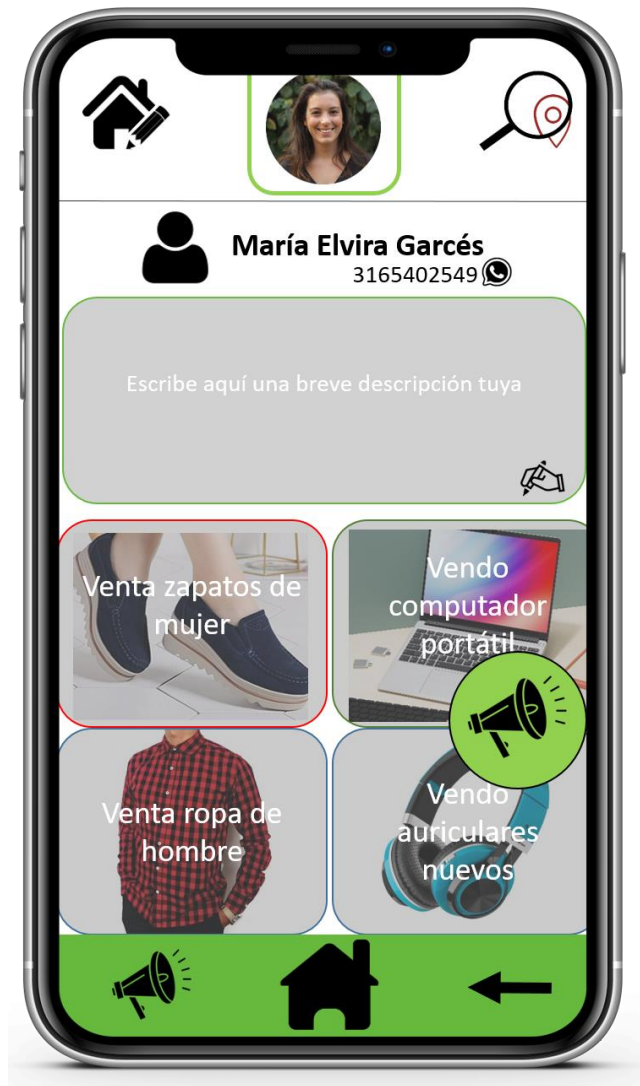 María Elvira Garcés
3165402549
Escribe aquí una breve descripción tuya
Venta zapatos de
mujer
Vendo
computador
portátil
Venta ropa de
hombre
Vendo
auriculares
nuevos